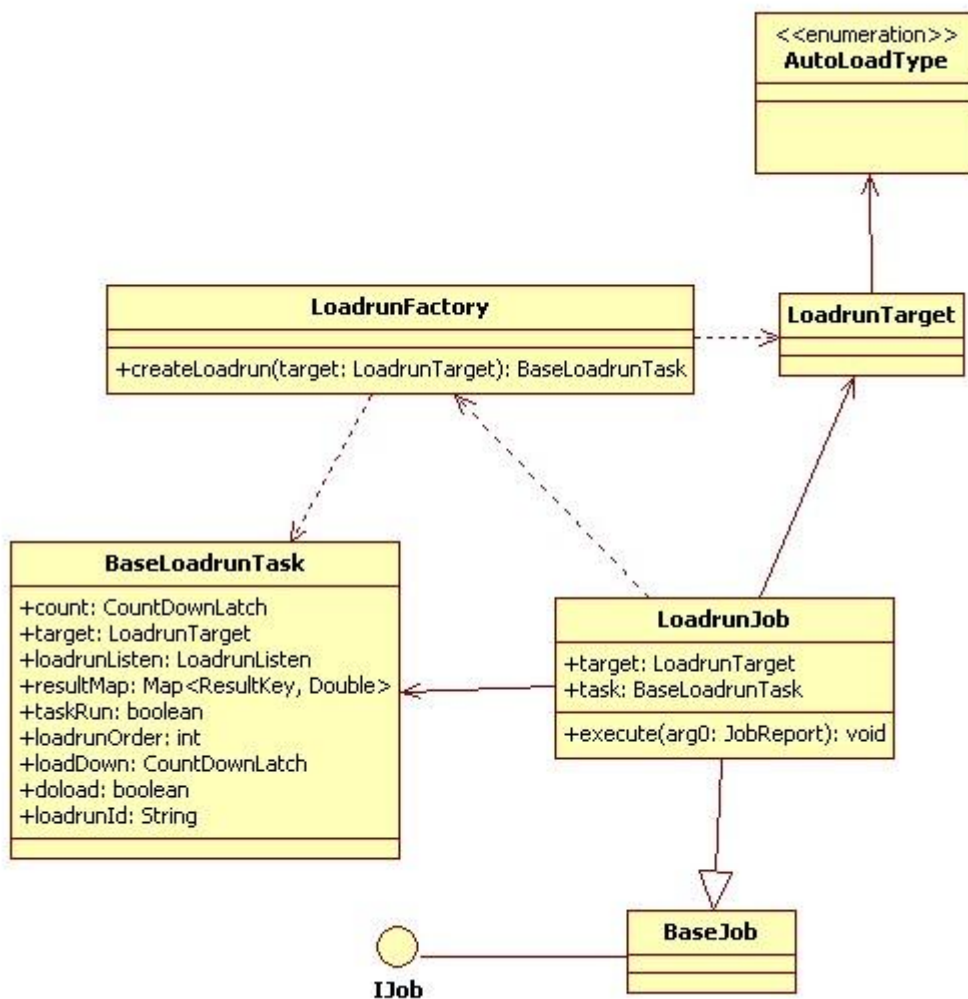 <<enumeration>>
AutoLoadType
LoadrunFactory
+createLoadrun(target: LoadrunTarget): BaseLoadrunTask
LoadrunTarget
BaseLoadrunTask
+count: CountDownLatch
+target: LoadrunTarget
+loadrunListen: LoadrunListen
+resultMap: Map<ResultKey, Double>
+taskRun: boolean
+loadrunOrder: int
+loadDown: CountDownLatch
+doload: boolean
+loadrunId: String
LoadrunJob
+target: LoadrunTarget
+task: BaseLoadrunTask
+execute(arg0: JobReport): void
BaseJob
IJob